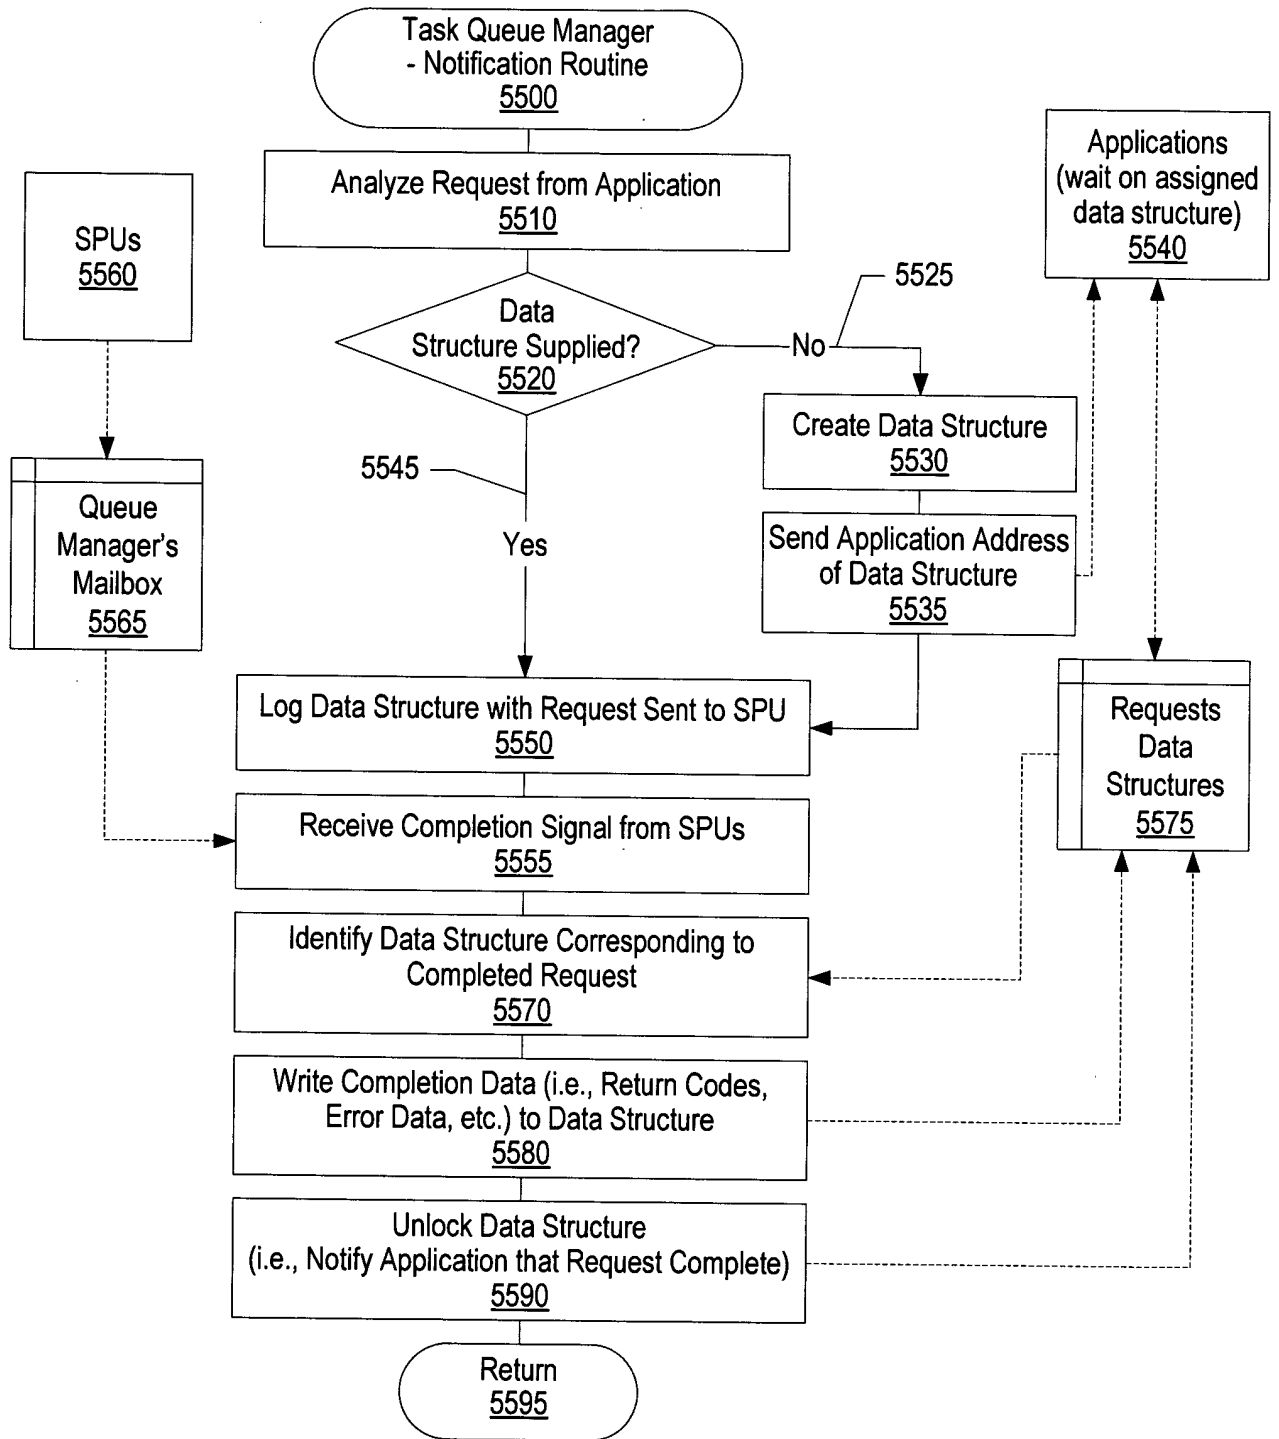 Task Queue Manager
- Notification Routine
5500
Analyze Request from Application
5510
Applications
(wait on assigned
data structure)
5540
SPUs
5560
5525
Data
Structure Supplied?
5520
No
Create Data Structure
5530
5545
Queue
Manager's
Mailbox
5565
Yes
Send Application Address
of Data Structure
5535
Log Data Structure with Request Sent to SPU
5550
Requests
Data
Structures
5575
Receive Completion Signal from SPUs
5555
Identify Data Structure Corresponding to
Completed Request
5570
Write Completion Data (i.e., Return Codes,
Error Data, etc.) to Data Structure
5580
Unlock Data Structure
(i.e., Notify Application that Request Complete)
5590
Return
5595